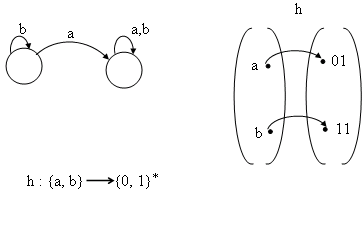 h
b
a
a,b
a
01
b
11
h : {a, b} ⟶ {0, 1}*